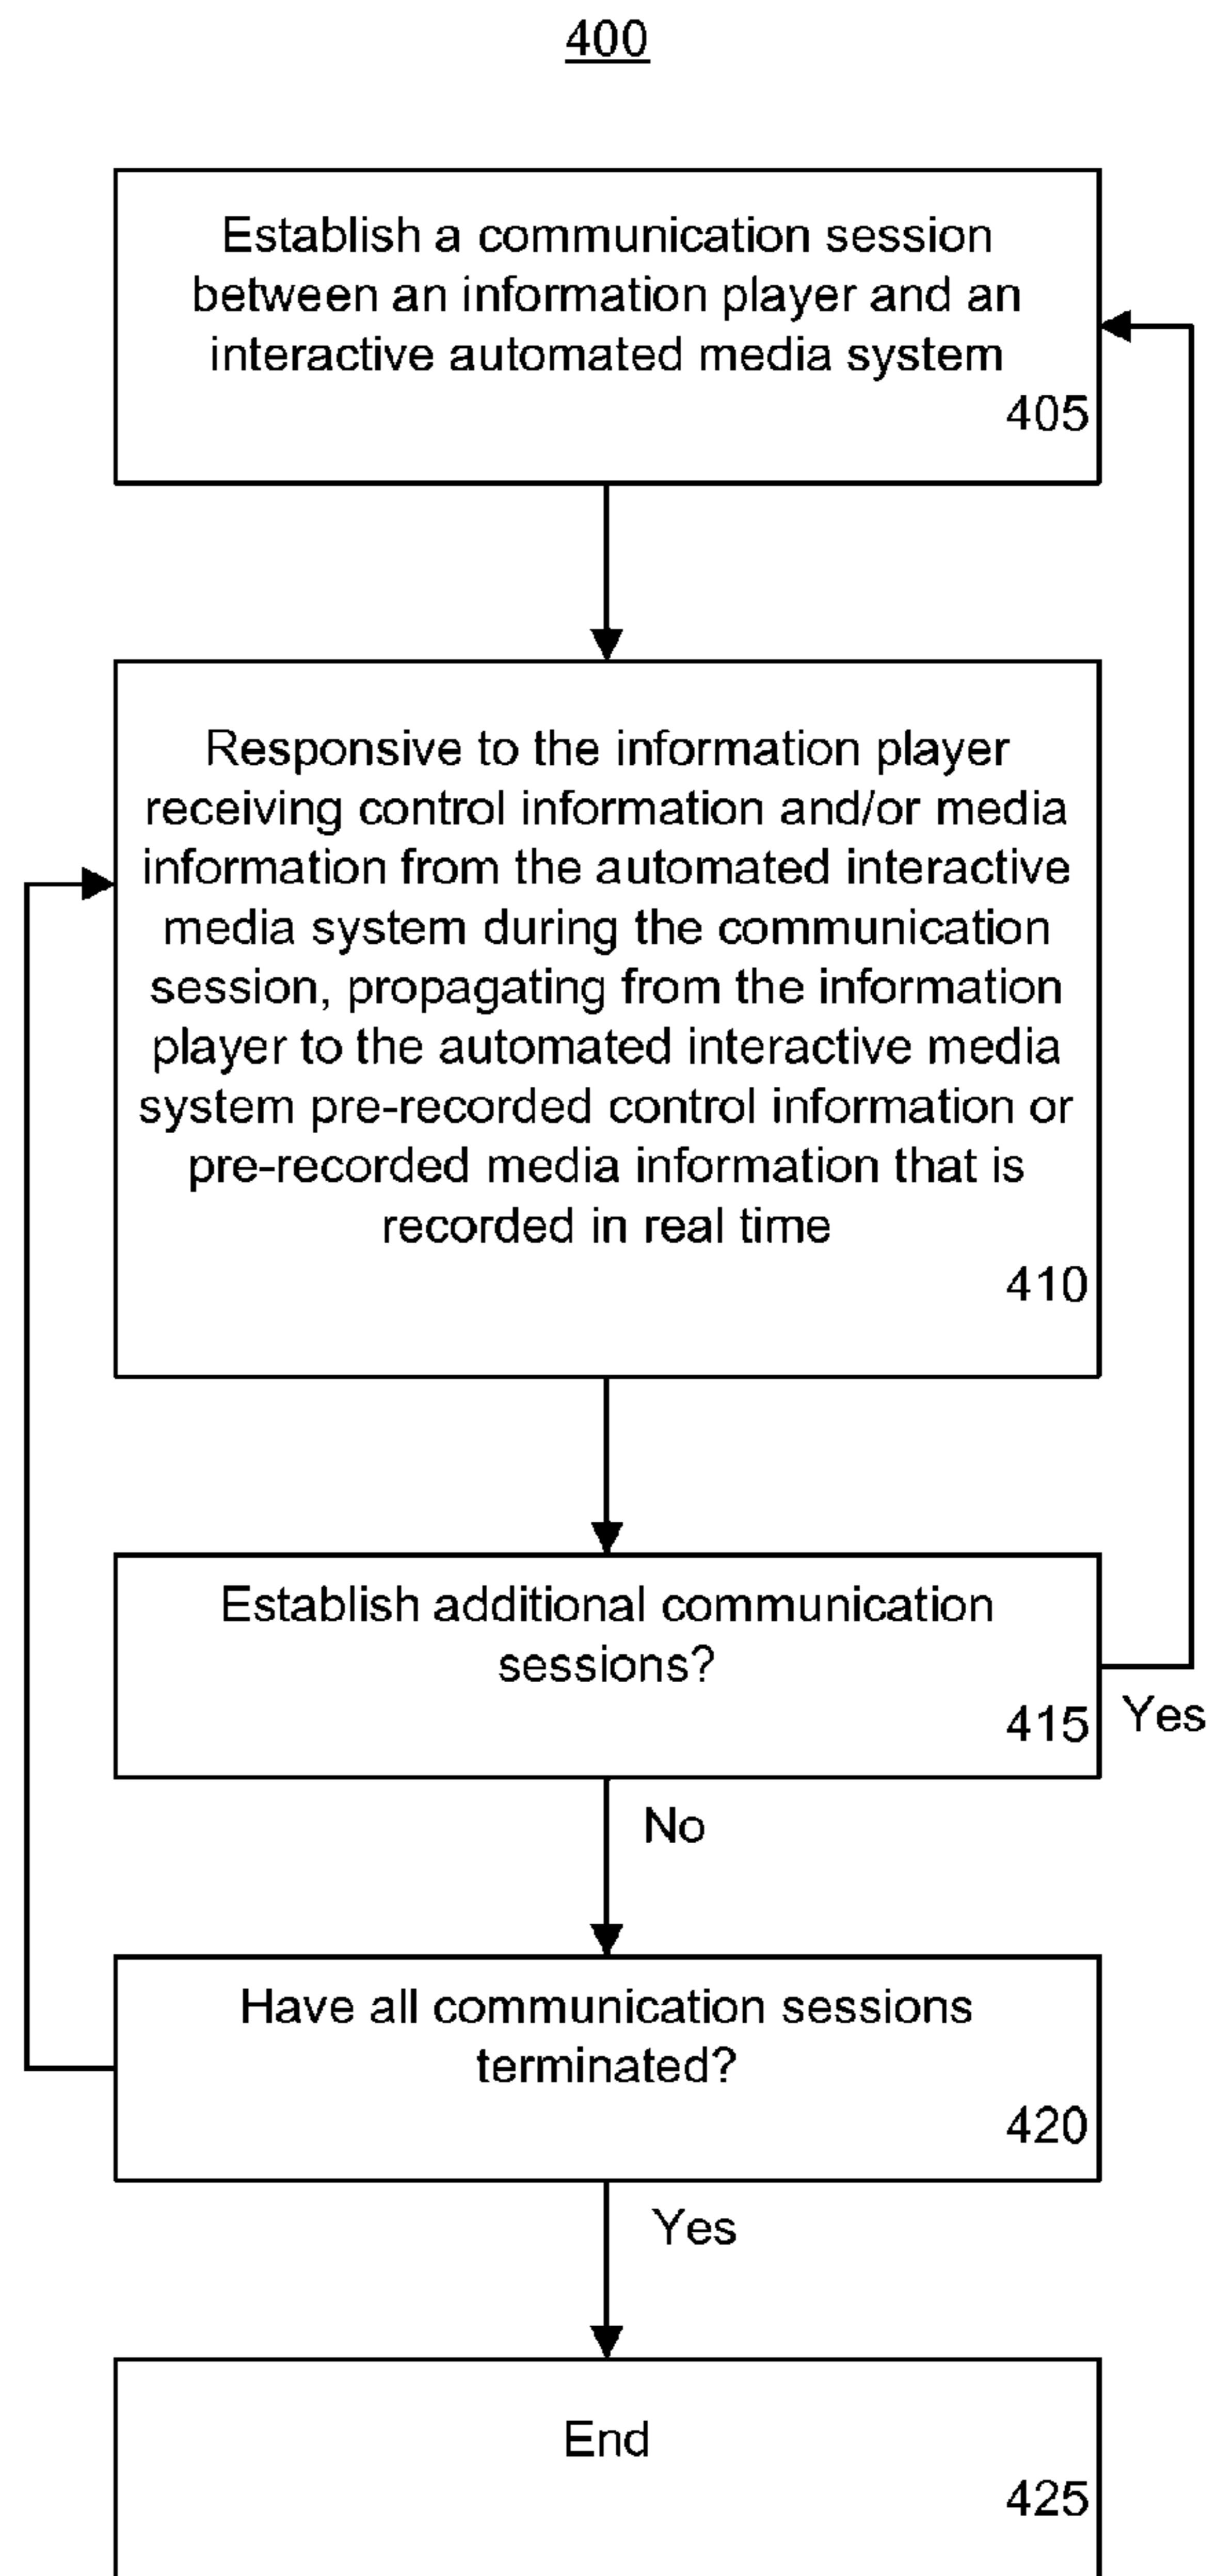 400
Establish a communication session
between an information player and an
interactive automated media system
405
Responsive to the information player
receiving control information and/or media
information from the automated interactive
media system during the communication
session, propagating from the information
player to the automated interactive media
system pre-recorded control information or
pre-recorded media information that is
recorded in real time
410
Establish additional communication
sessions?
415
Yes
No
Have all communication sessions
terminated?
420
Yes
End
425